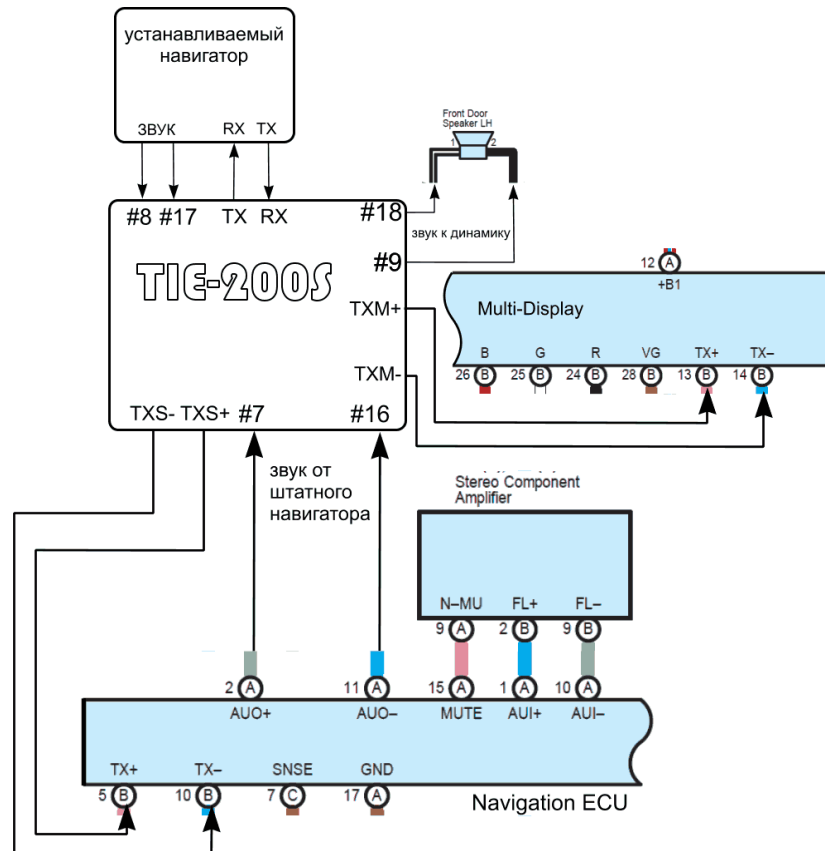 устанавливаемый
навигатор
ЗВУК RX TX
Front Door
Speaker LH
1 2
#8 #17 TX RX #18
звук к динамику
#9
TIE-200S
12 A
+B1
TXM+
Multi-Display
B G R VG TX+ TX–
TXM-
26 B 25 B 24 B 28 B 13 B 14 B
TXS- TXS+ #7 #16
звук от
штатного
навигатора
Stereo Component
Amplifier
N–MU FL+ FL–
9 A 2 B 9 B
2 A 11 A 15 A 1 A 10 A
AUO+ AUO– MUTE AUI+ AUI–
TX+ TX– SNSE GND
5 B 10 B 7 C 17 A
Navigation ECU